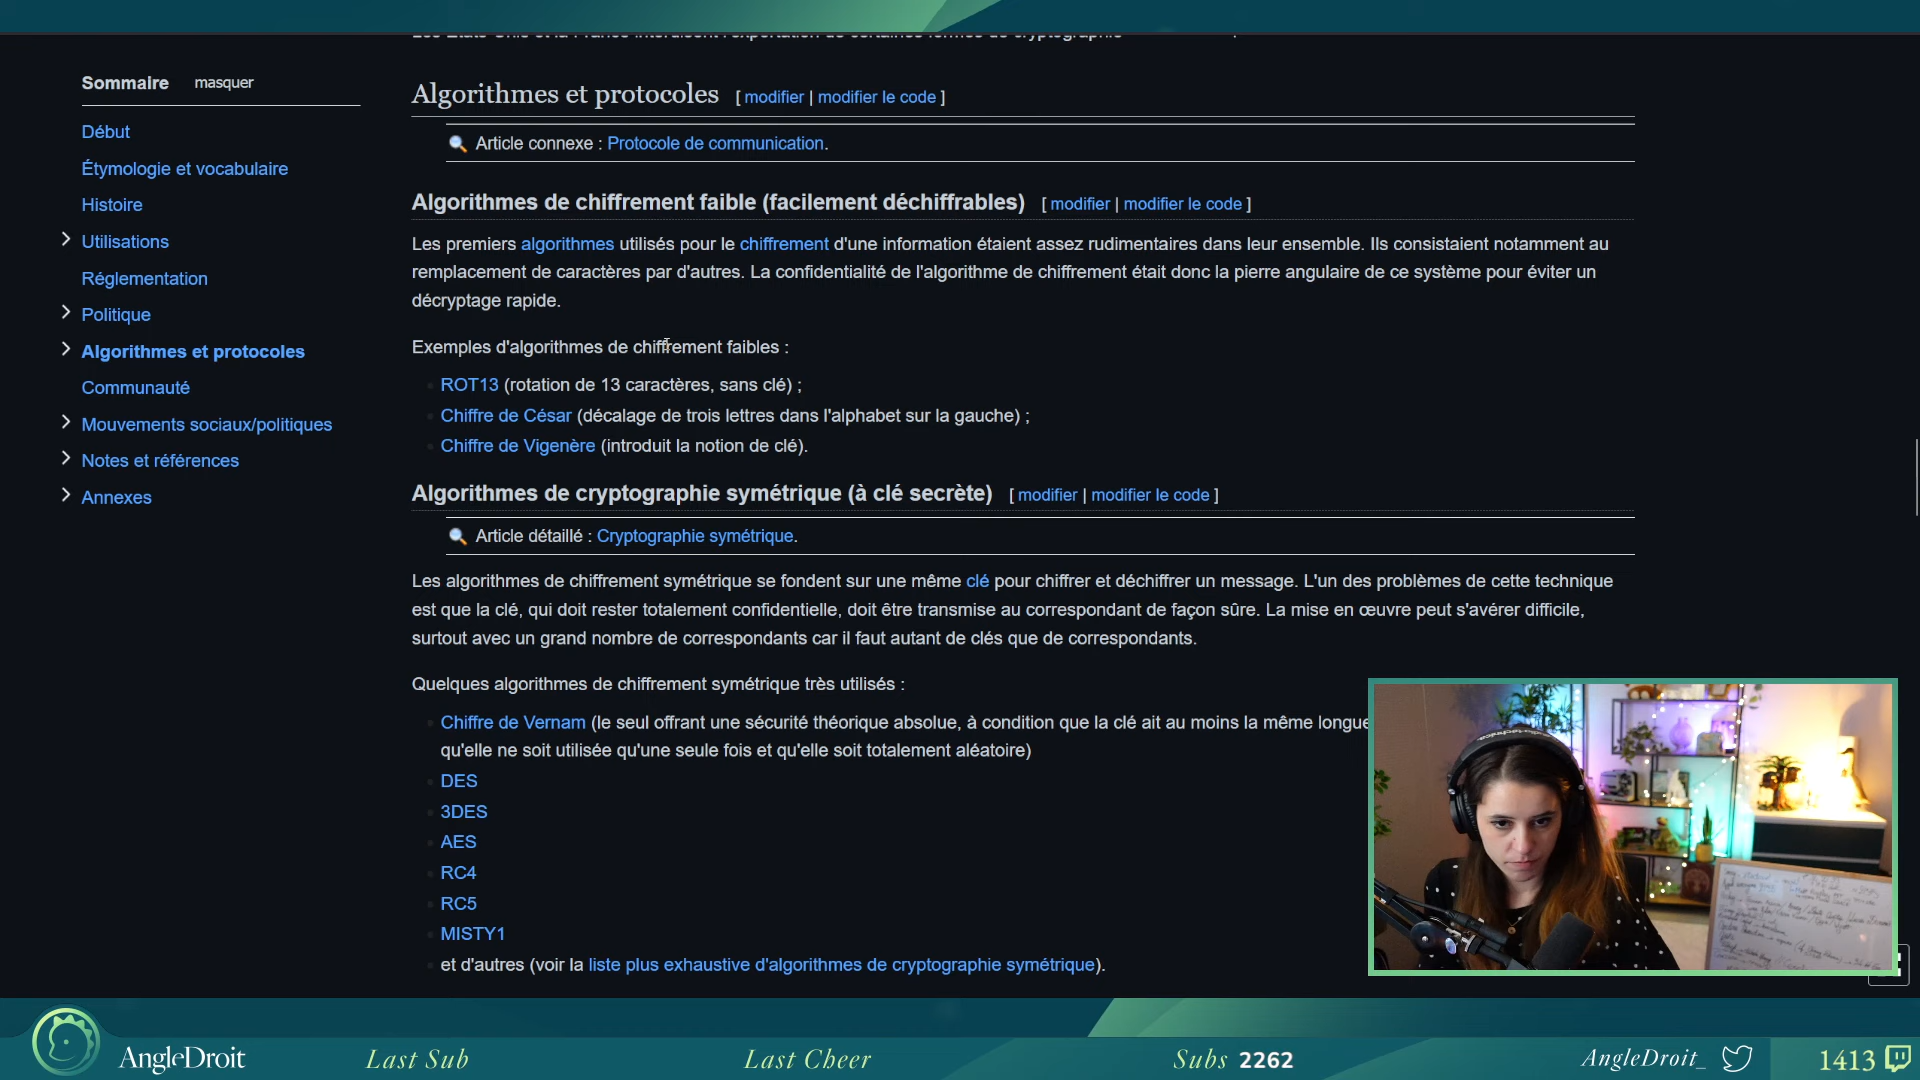 Sommaire masquer
Début
Étymologie et vocabulaire
Histoire
Utilisations
Réglementation
Politique
Algorithmes et protocoles
Communauté
Mouvements sociaux/politiques
Notes et références
Annexes
Algorithmes et protocoles [ modifier | modifier le code ]
Article connexe : Protocole de communication.
Algorithmes de chiffrement faible (facilement déchiffrables) [ modifier | modifier le code ]
Les premiers algorithmes utilisés pour le chiffrement d'une information étaient assez rudimentaires dans leur ensemble. Ils consistaient notamment au
remplacement de caractères par d'autres. La confidentialité de l'algorithme de chiffrement était donc la pierre angulaire de ce système pour éviter un
décryptage rapide.
Exemples d'algorithmes de chiffrement faibles :
ROT13 (rotation de 13 caractères, sans clé) ;
Chiffre de César (décalage de trois lettres dans l'alphabet sur la gauche) ;
Chiffre de Vigenère (introduit la notion de clé).
Algorithmes de cryptographie symétrique (à clé secrète) [ modifier | modifier le code ]
Article détaillé : Cryptographie symétrique.
Les algorithmes de chiffrement symétrique se fondent sur une même clé pour chiffrer et déchiffrer un message. L'un des problèmes de cette technique
est que la clé, qui doit rester totalement confidentielle, doit être transmise au correspondant de façon sûre. La mise en œuvre peut s'avérer difficile,
surtout avec un grand nombre de correspondants car il faut autant de clés que de correspondants.
Quelques algorithmes de chiffrement symétrique très utilisés :
Chiffre de Vernam (le seul offrant une sécurité théorique absolue, à condition que la clé ait au moins la même longue
qu'elle ne soit utilisée qu'une seule fois et qu'elle soit totalement aléatoire)
DES
3DES
AES
RC4
RC5
MISTY1
et d'autres (voir la liste plus exhaustive d'algorithmes de cryptographie symétrique).
AngleDroit
Last Sub
Last Cheer
Subs 2262
AngleDroit_
1413